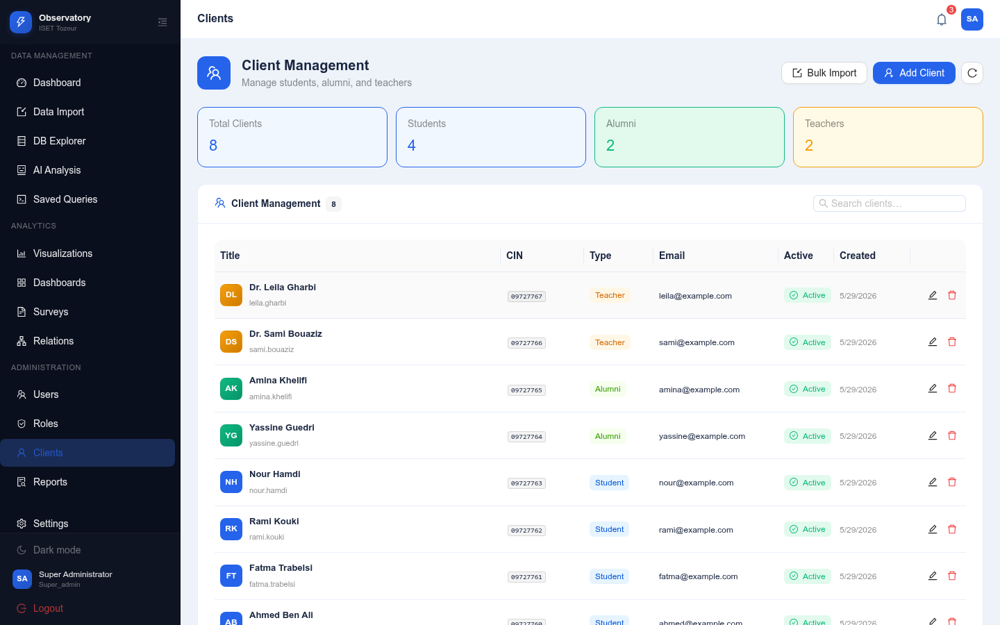 Observatory
ISET Tozeur
DATA MANAGEMENT
Dashboard
Data Import
DB Explorer
AI Analysis
Saved Queries
ANALYTICS
Visualizations
Dashboards
Surveys
Relations
ADMINISTRATION
Users
Roles
Clients
Reports
Settings
Dark mode
SA
Super Administrator
Super_admin
Logout
Clients
3
SA
Client Management
Manage students, alumni, and teachers
Bulk Import
Add Client
Total Clients
8
Students
4
Alumni
2
Teachers
2
Client Management 8
Search clients...
Title CIN Type Email Active Created
DL Dr. Leila Gharbi leila.gharbi 09727767 Teacher leila@example.com Active 5/29/2026
DS Dr. Sami Bouaziz sami.bouaziz 09727766 Teacher sami@example.com Active 5/29/2026
AK Amina Khelifi amina.khelifi 09727765 Alumni amina@example.com Active 5/29/2026
YG Yassine Guedri yassine.guedri 09727764 Alumni yassine@example.com Active 5/29/2026
NH Nour Hamdi nour.hamdi 09727763 Student nour@example.com Active 5/29/2026
RK Rami Kouki rami.kouki 09727762 Student rami@example.com Active 5/29/2026
FT Fatma Trabelsi fatma.trabelsi 09727761 Student fatma@example.com Active 5/29/2026
AB Ahmed Ben Ali 09727760 Student ahmed@example.com Active 5/29/2026